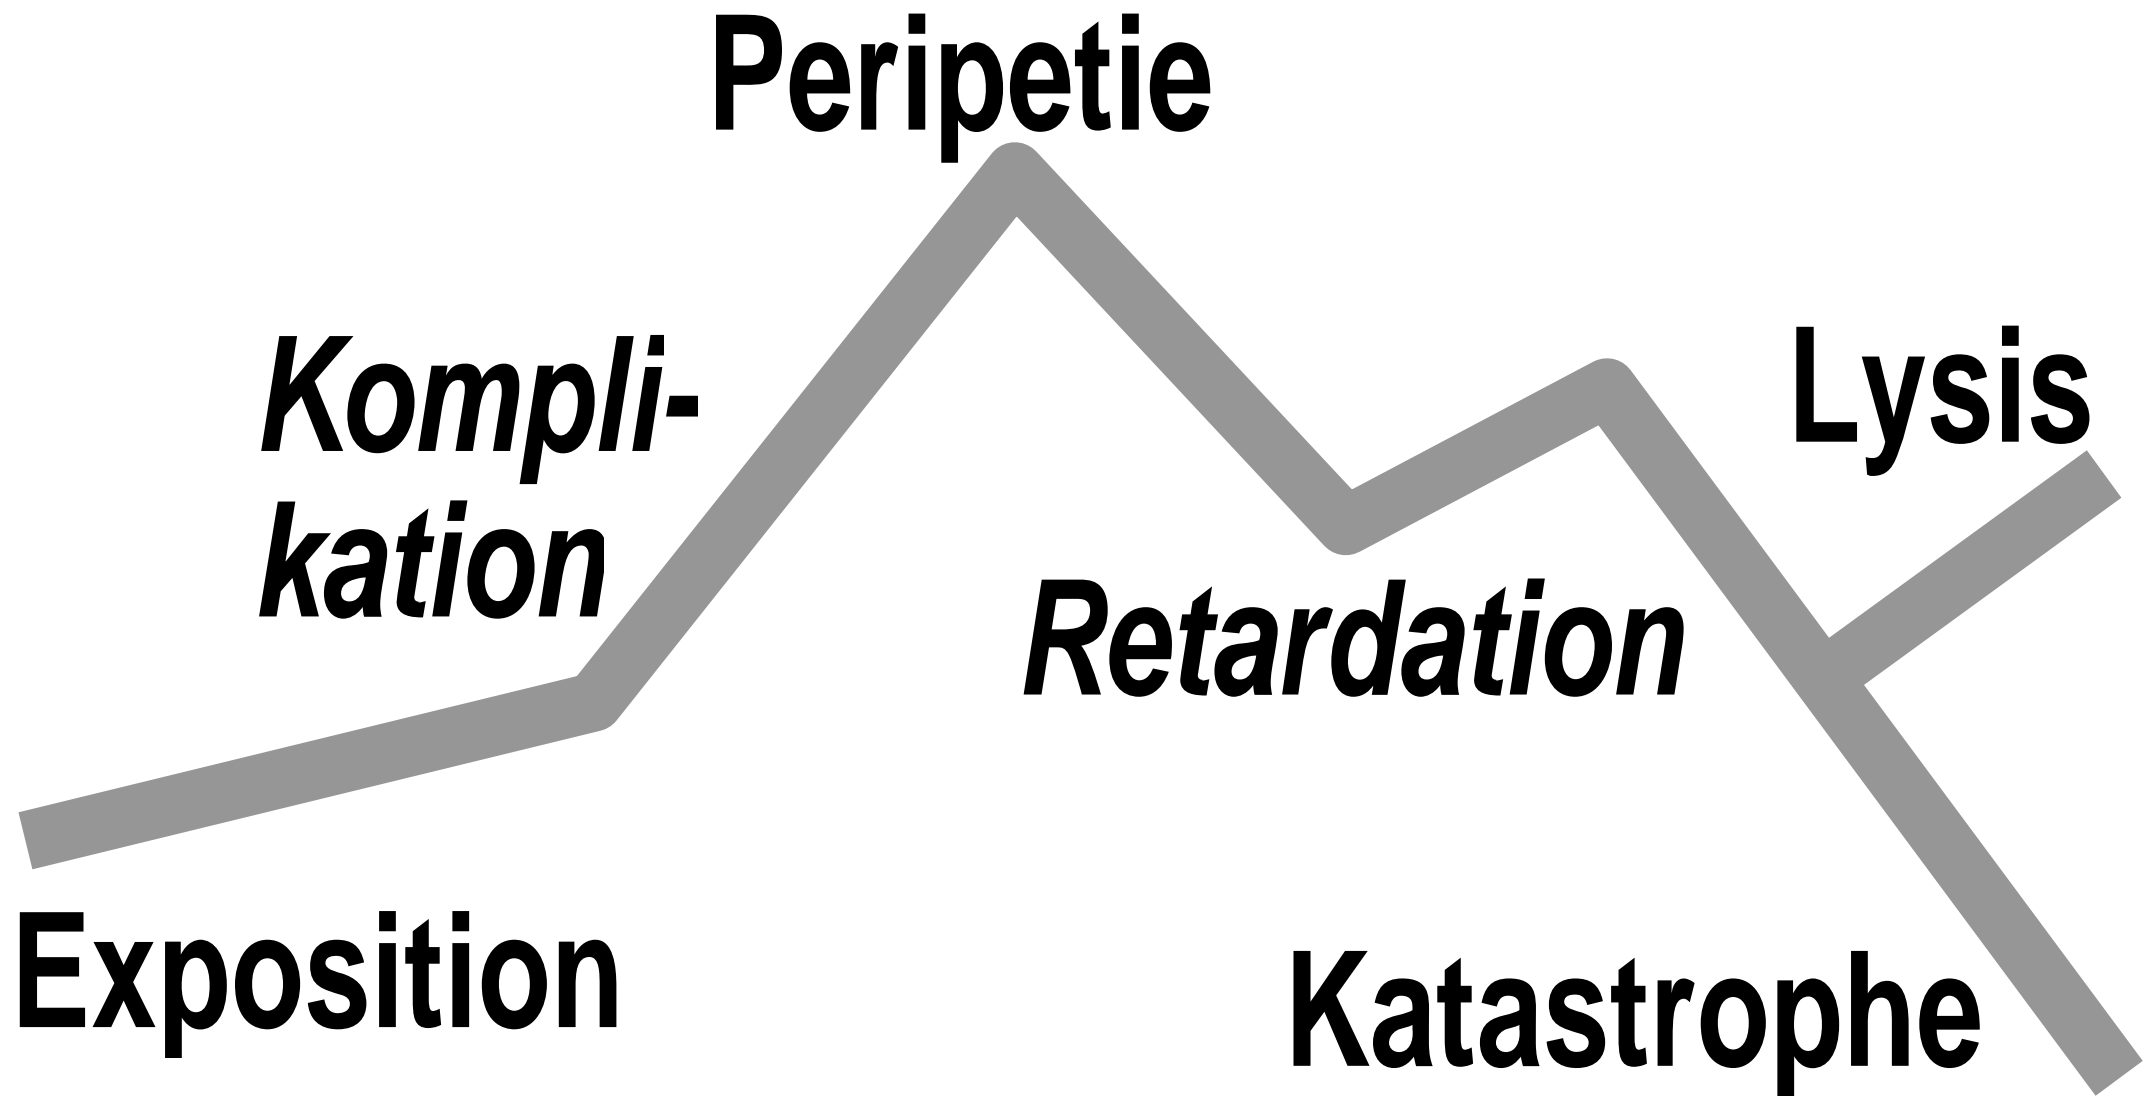 Peripetie
Kompli-
kation
Lysis
Retardation
Exposition
Katastrophe